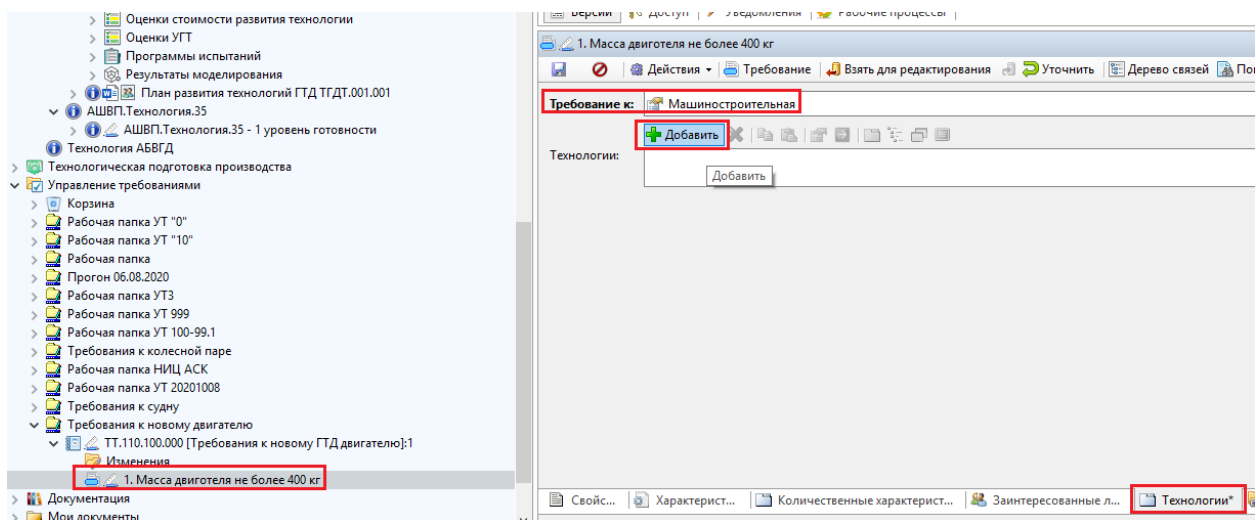 Оценки стоимости развития технологии
Оценки УГТ
Программы испытаний
Результаты моделирования
План развития технологий ГТД ТГДТ.001.001
АШВП.Технология.35
АШВП.Технология.35 - 1 уровень готовности
Технология АБВГД
Технологическая подготовка производства
Управление требованиями
Корзина
Рабочая папка УТ "0"
Рабочая папка УТ "10"
Рабочая папка
Прогон 06.08.2020
Рабочая папка УТЗ
Рабочая папка УТ 999
Рабочая папка УТ 100-99.1
Требования к колесной паре
Рабочая папка НИЦ АСК
Рабочая папка УТ 20201008
Требования к судну
Требования к новому двигателю
ТТ.110.100.000 [Требования к новому ГТД двигателю]:1
Изменения
1. Масса двиготеля не более 400 кг
Документация
Мои документы
Версии Доступ Уведомления Рабочие процессы
1. Масса двиготеля не более 400 кг
Действия Требование Взять для редактирования Уточнить Дерево связей
Требование к: Машиностроительная
Добавить
Технологии:
Добавить
Свойс... Характерист... Количественные характерист... Заинтересованные л... Технологии*